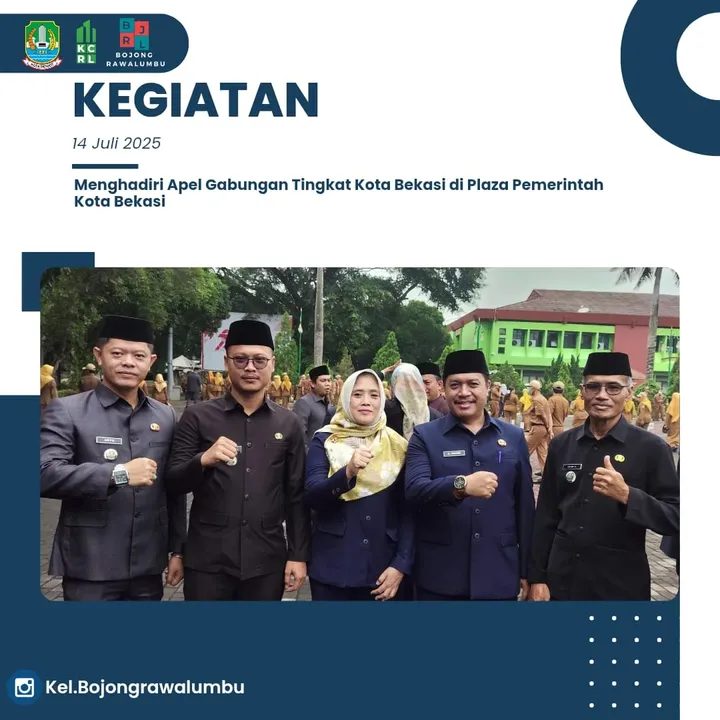 KCRL
BRJL
BOJONG
RAWALUMBU
KEGIATAN
14 Juli 2025
Menghadiri Apel Gabungan Tingkat Kota Bekasi di Plaza Pemerintah
Kota Bekasi
Kel.Bojongrawalumbu